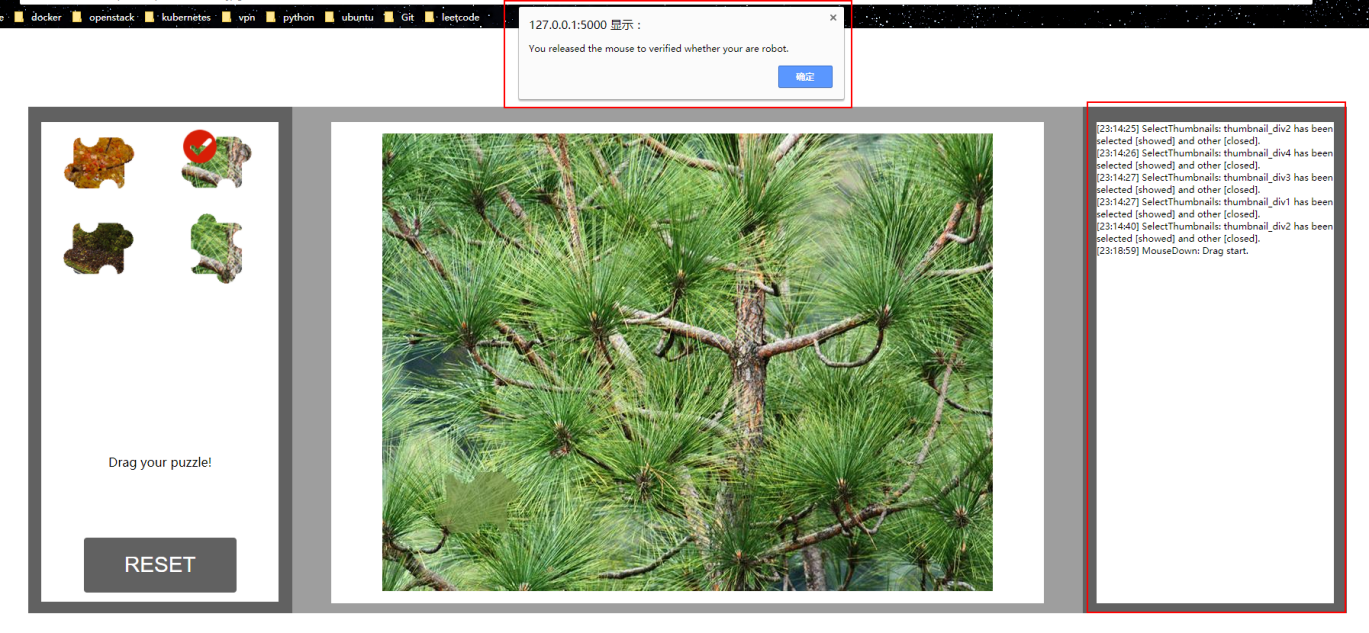 e docker openstack kubernetes vpn python ubuntu Git leetcode
127.0.0.1:5000 显示：
×
You released the mouse to verified whether your are robot.
确定
Drag your puzzle!
RESET
[23:14:25] SelectThumbnails: thumbnail_div2 has been
selected [showed] and other [closed].
[23:14:26] SelectThumbnails: thumbnail_div4 has been
selected [showed] and other [closed].
[23:14:27] SelectThumbnails: thumbnail_div3 has been
selected [showed] and other [closed].
[23:14:27] SelectThumbnails: thumbnail_div1 has been
selected [showed] and other [closed].
[23:14:40] SelectThumbnails: thumbnail_div2 has been
selected [showed] and other [closed].
[23:18:59] MouseDown: Drag start.